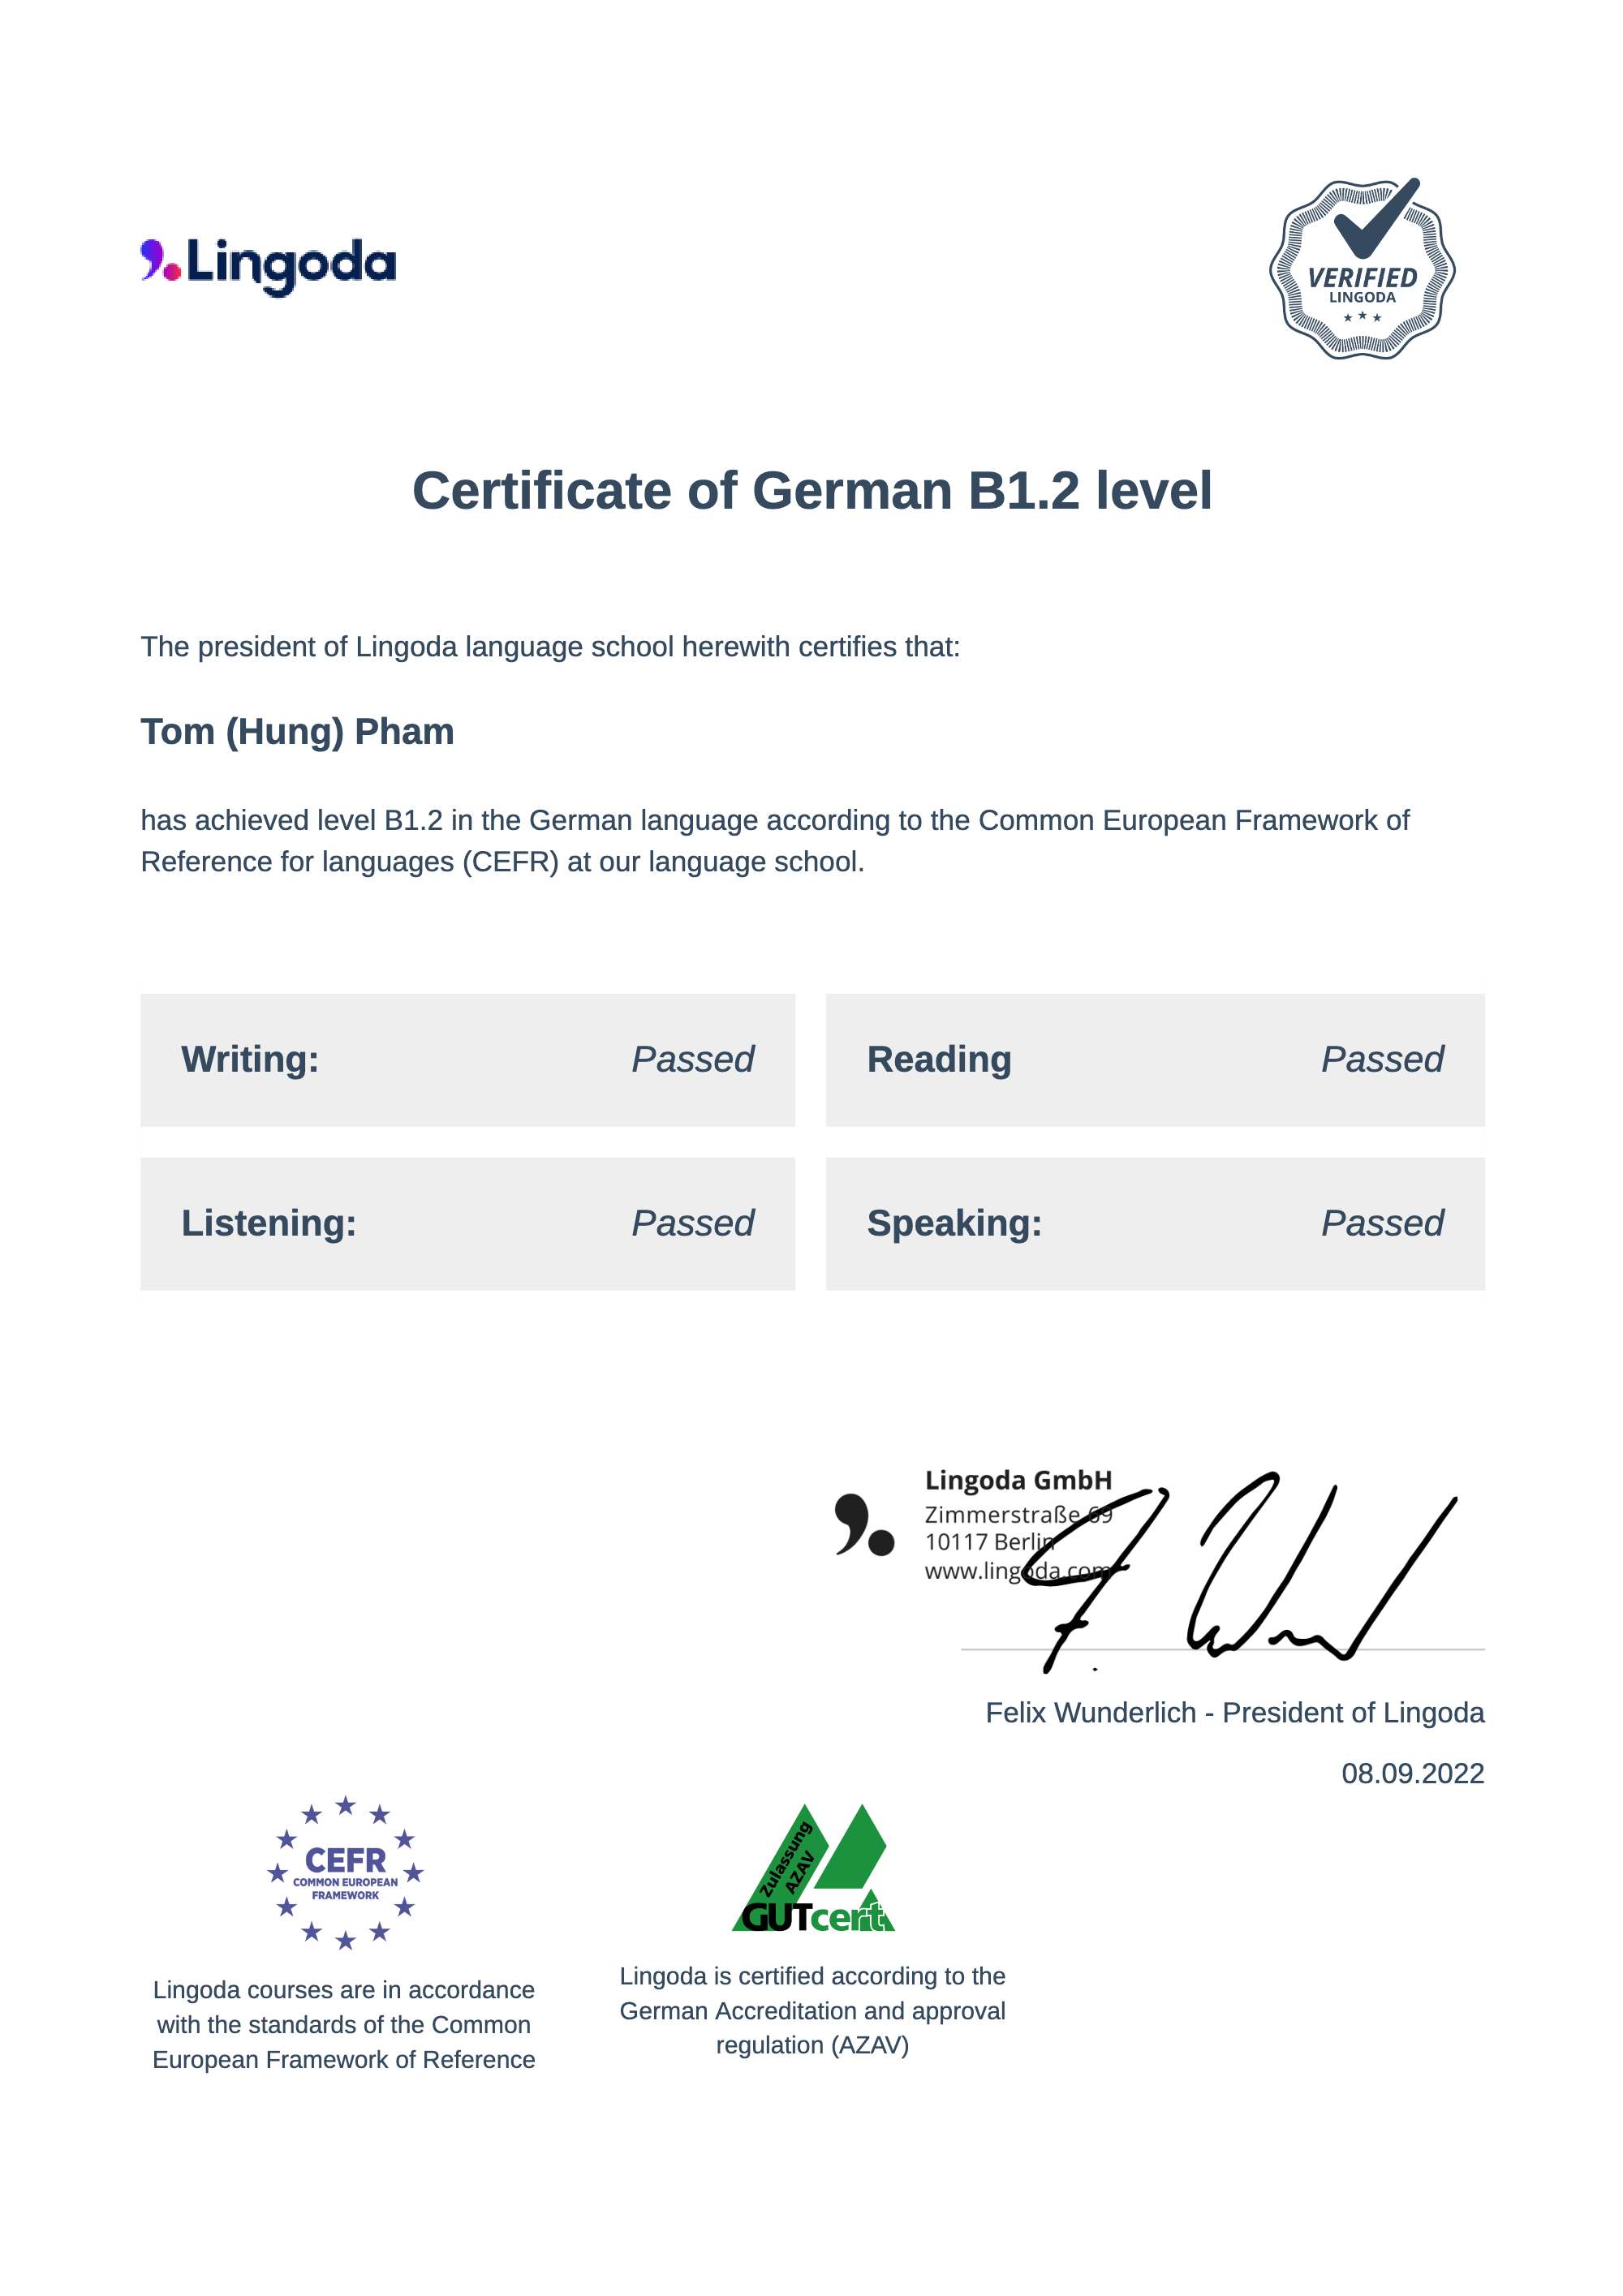 Lingoda
VERIFIED
LINGODA
Certificate of German B1.2 level
The president of Lingoda language school herewith certifies that:
Tom (Hung) Pham
has achieved level B1.2 in the German language according to the Common European Framework of
Reference for languages (CEFR) at our language school.
Writing: Passed
Reading Passed
Listening: Passed
Speaking: Passed
Lingoda GmbH
Zimmerstraße 69
10117 Berlin
www.lingoda.com
Felix Wunderlich - President of Lingoda
08.09.2022
CEFR
COMMON EUROPEAN
FRAMEWORK
Lingoda courses are in accordance
with the standards of the Common
European Framework of Reference
Zulassung
AZAV
GUTcert
Lingoda is certified according to the
German Accreditation and approval
regulation (AZAV)